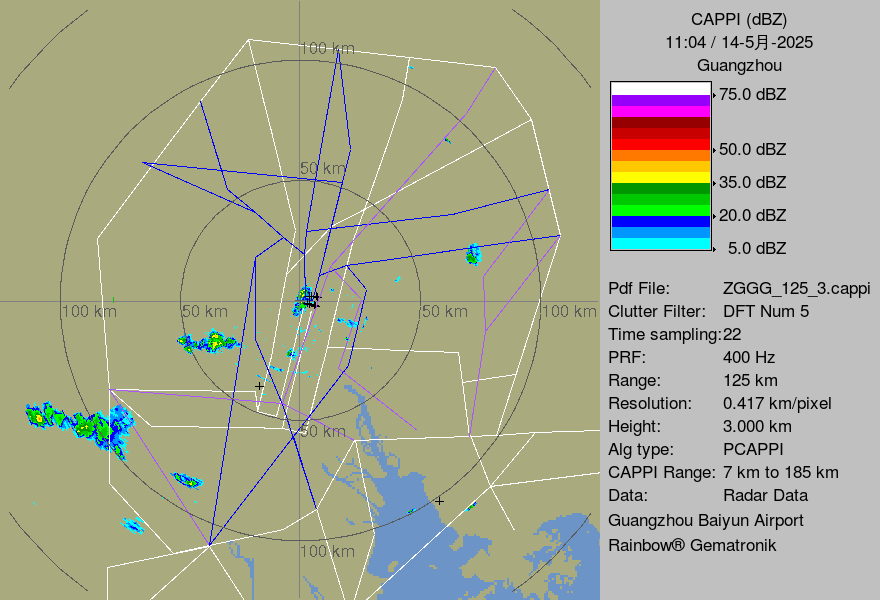 CAPPI (dBZ)
11:04 / 14-5月-2025
Guangzhou
75.0 dBZ
50.0 dBZ
35.0 dBZ
20.0 dBZ
5.0 dBZ
Pdf File: ZGGG_125_3.cappi
Clutter Filter: DFT Num 5
Time sampling:22
PRF: 400 Hz
Range: 125 km
Resolution: 0.417 km/pixel
Height: 3.000 km
Alg type: PCAPPI
CAPPI Range: 7 km to 185 km
Data: Radar Data
Guangzhou Baiyun Airport
Rainbow® Gematronik
100 km
50 km
100 km
50 km
50 km
100 km
50 km
100 km